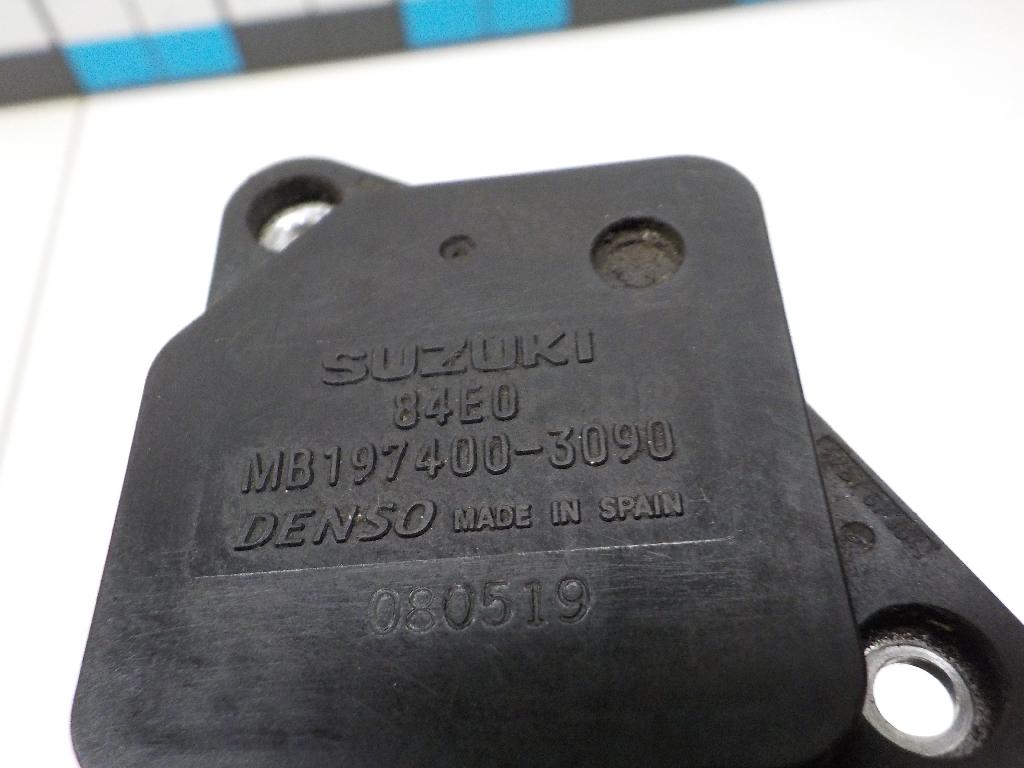 SUZUKI
84E0
MB197400-3090
DENSO MADE IN SPAIN
080519